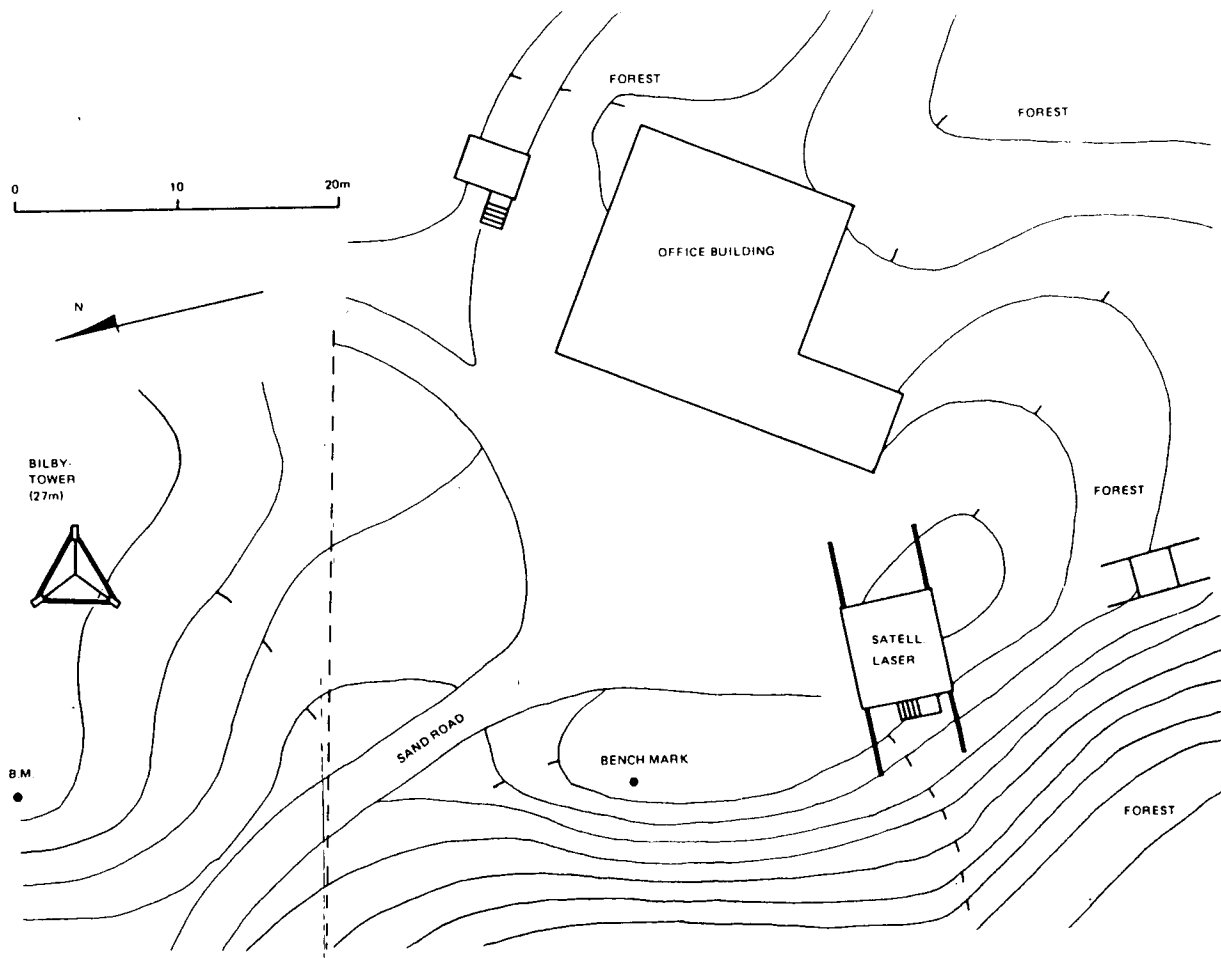 FOREST
FOREST
0 10 20m
OFFICE BUILDING
N
BILBY-
TOWER
(27m)
FOREST
SATELL.
LASER
SAND ROAD
BENCH MARK
B.M.
FOREST